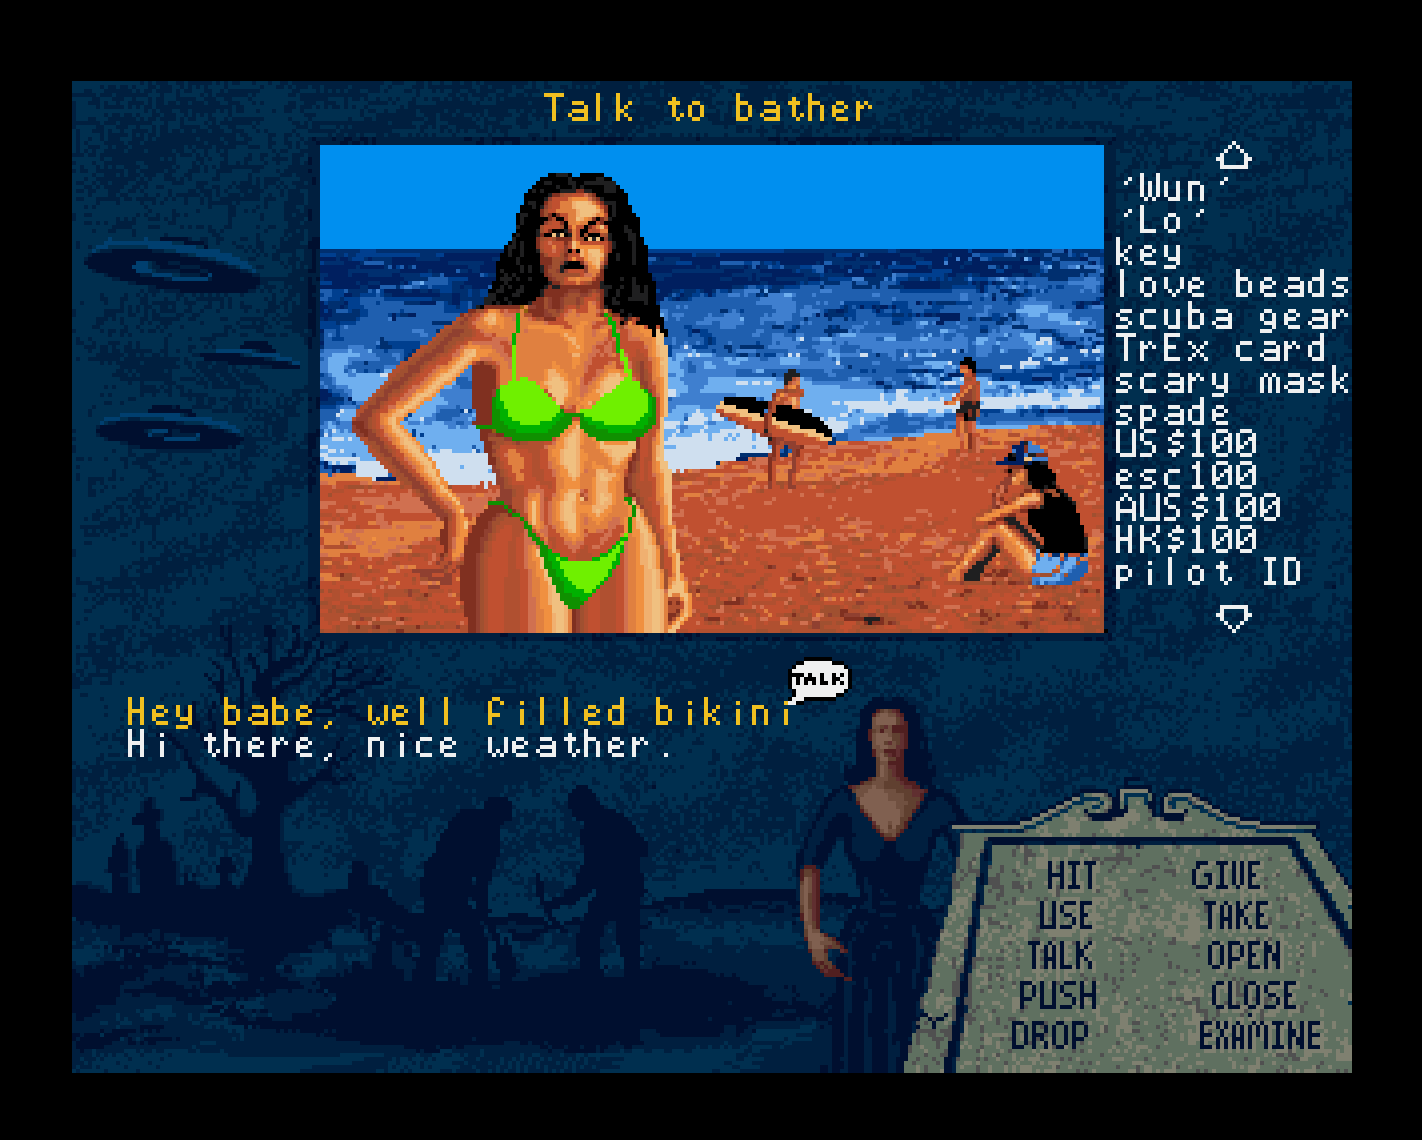 Talk to bather
'Wun'
'Lo'
key
love beads
scuba gear
TrEx card
scary mask
spade
US$100
esc100
AUS$100
HK$100
pilot ID
TALK
Hey babe, well filled bikini
Hi there, nice weather.
HIT GIVE
USE TAKE
TALK OPEN
PUSH CLOSE
DROP EXAMINE